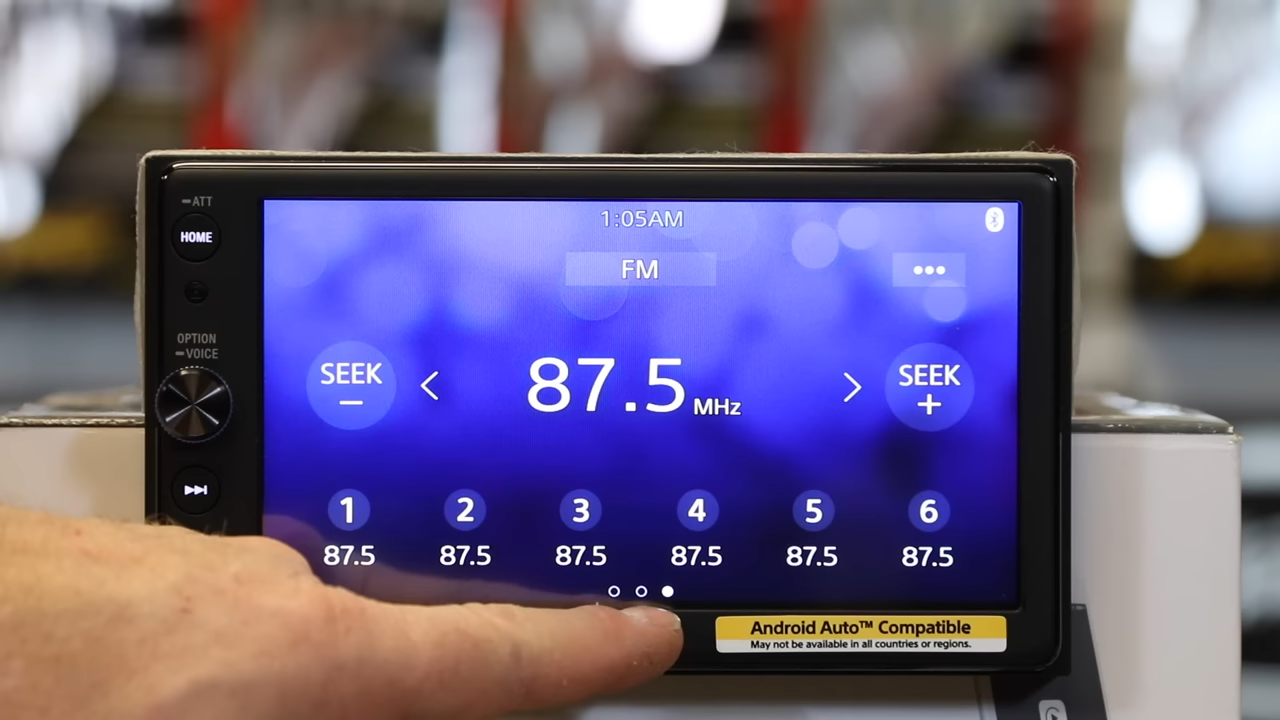 ATT
HOME
OPTION
VOICE
1:05AM
FM
•••
SEEK
−
<
87.5 MHz
>
SEEK
+
1 2 3 4 5 6
87.5 87.5 87.5 87.5 87.5 87.5
Android Auto™ Compatible
May not be available in all countries or regions.